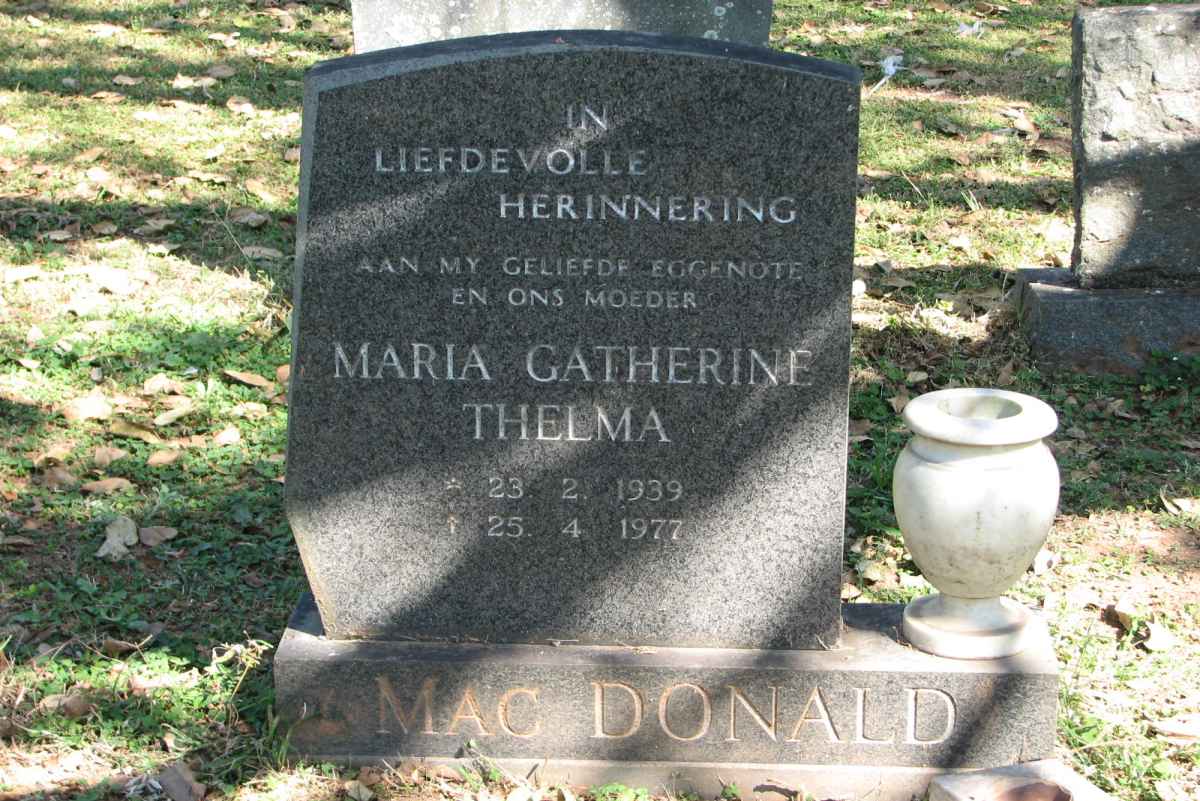 IN
LIEFDEVOLLE
HERINNERING
AAN MY GELIEFDE EGGENOTE
EN ONS MOEDER
MARIA CATHERINE
THELMA
* 23. 2. 1939
† 25. 4 1977
MAC DONALD